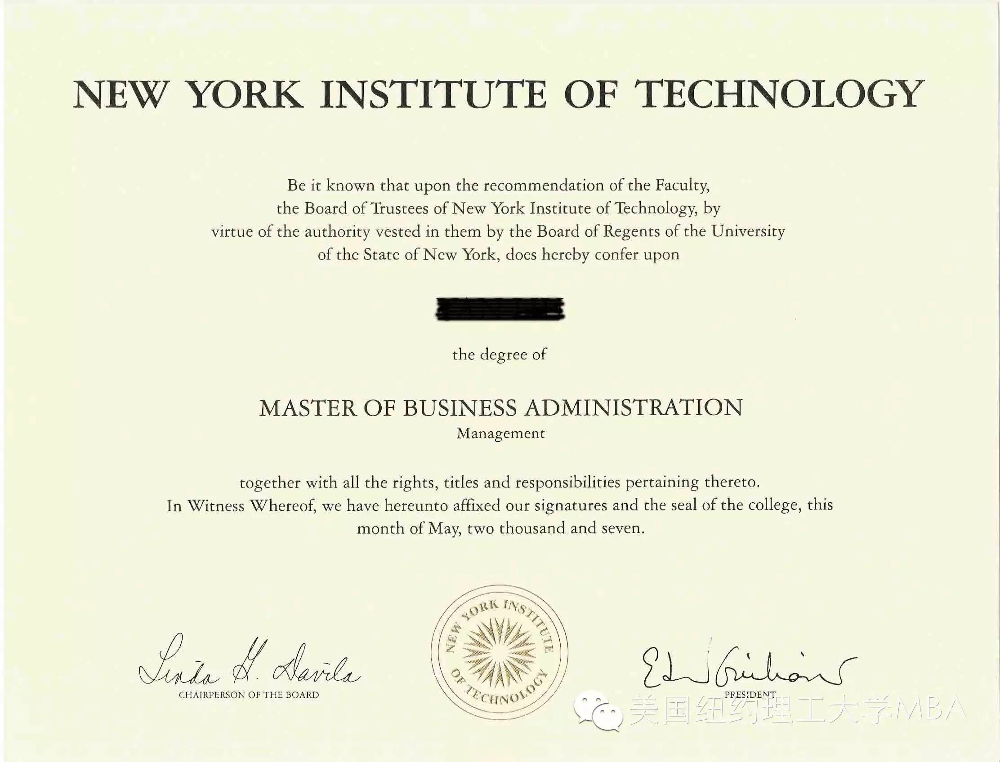 NEW YORK INSTITUTE OF TECHNOLOGY
Be it known that upon the recommendation of the Faculty,
the Board of Trustees of New York Institute of Technology, by
virtue of the authority vested in them by the Board of Regents of the University
of the State of New York, does hereby confer upon
the degree of
MASTER OF BUSINESS ADMINISTRATION
Management
together with all the rights, titles and responsibilities pertaining thereto.
In Witness Whereof, we have hereunto affixed our signatures and the seal of the college, this
month of May, two thousand and seven.
NEW YORK INSTITUTE
OF TECHNOLOGY
Linda G. Davila
CHAIRPERSON OF THE BOARD
PRESIDENT
美国纽约理工大学MBA